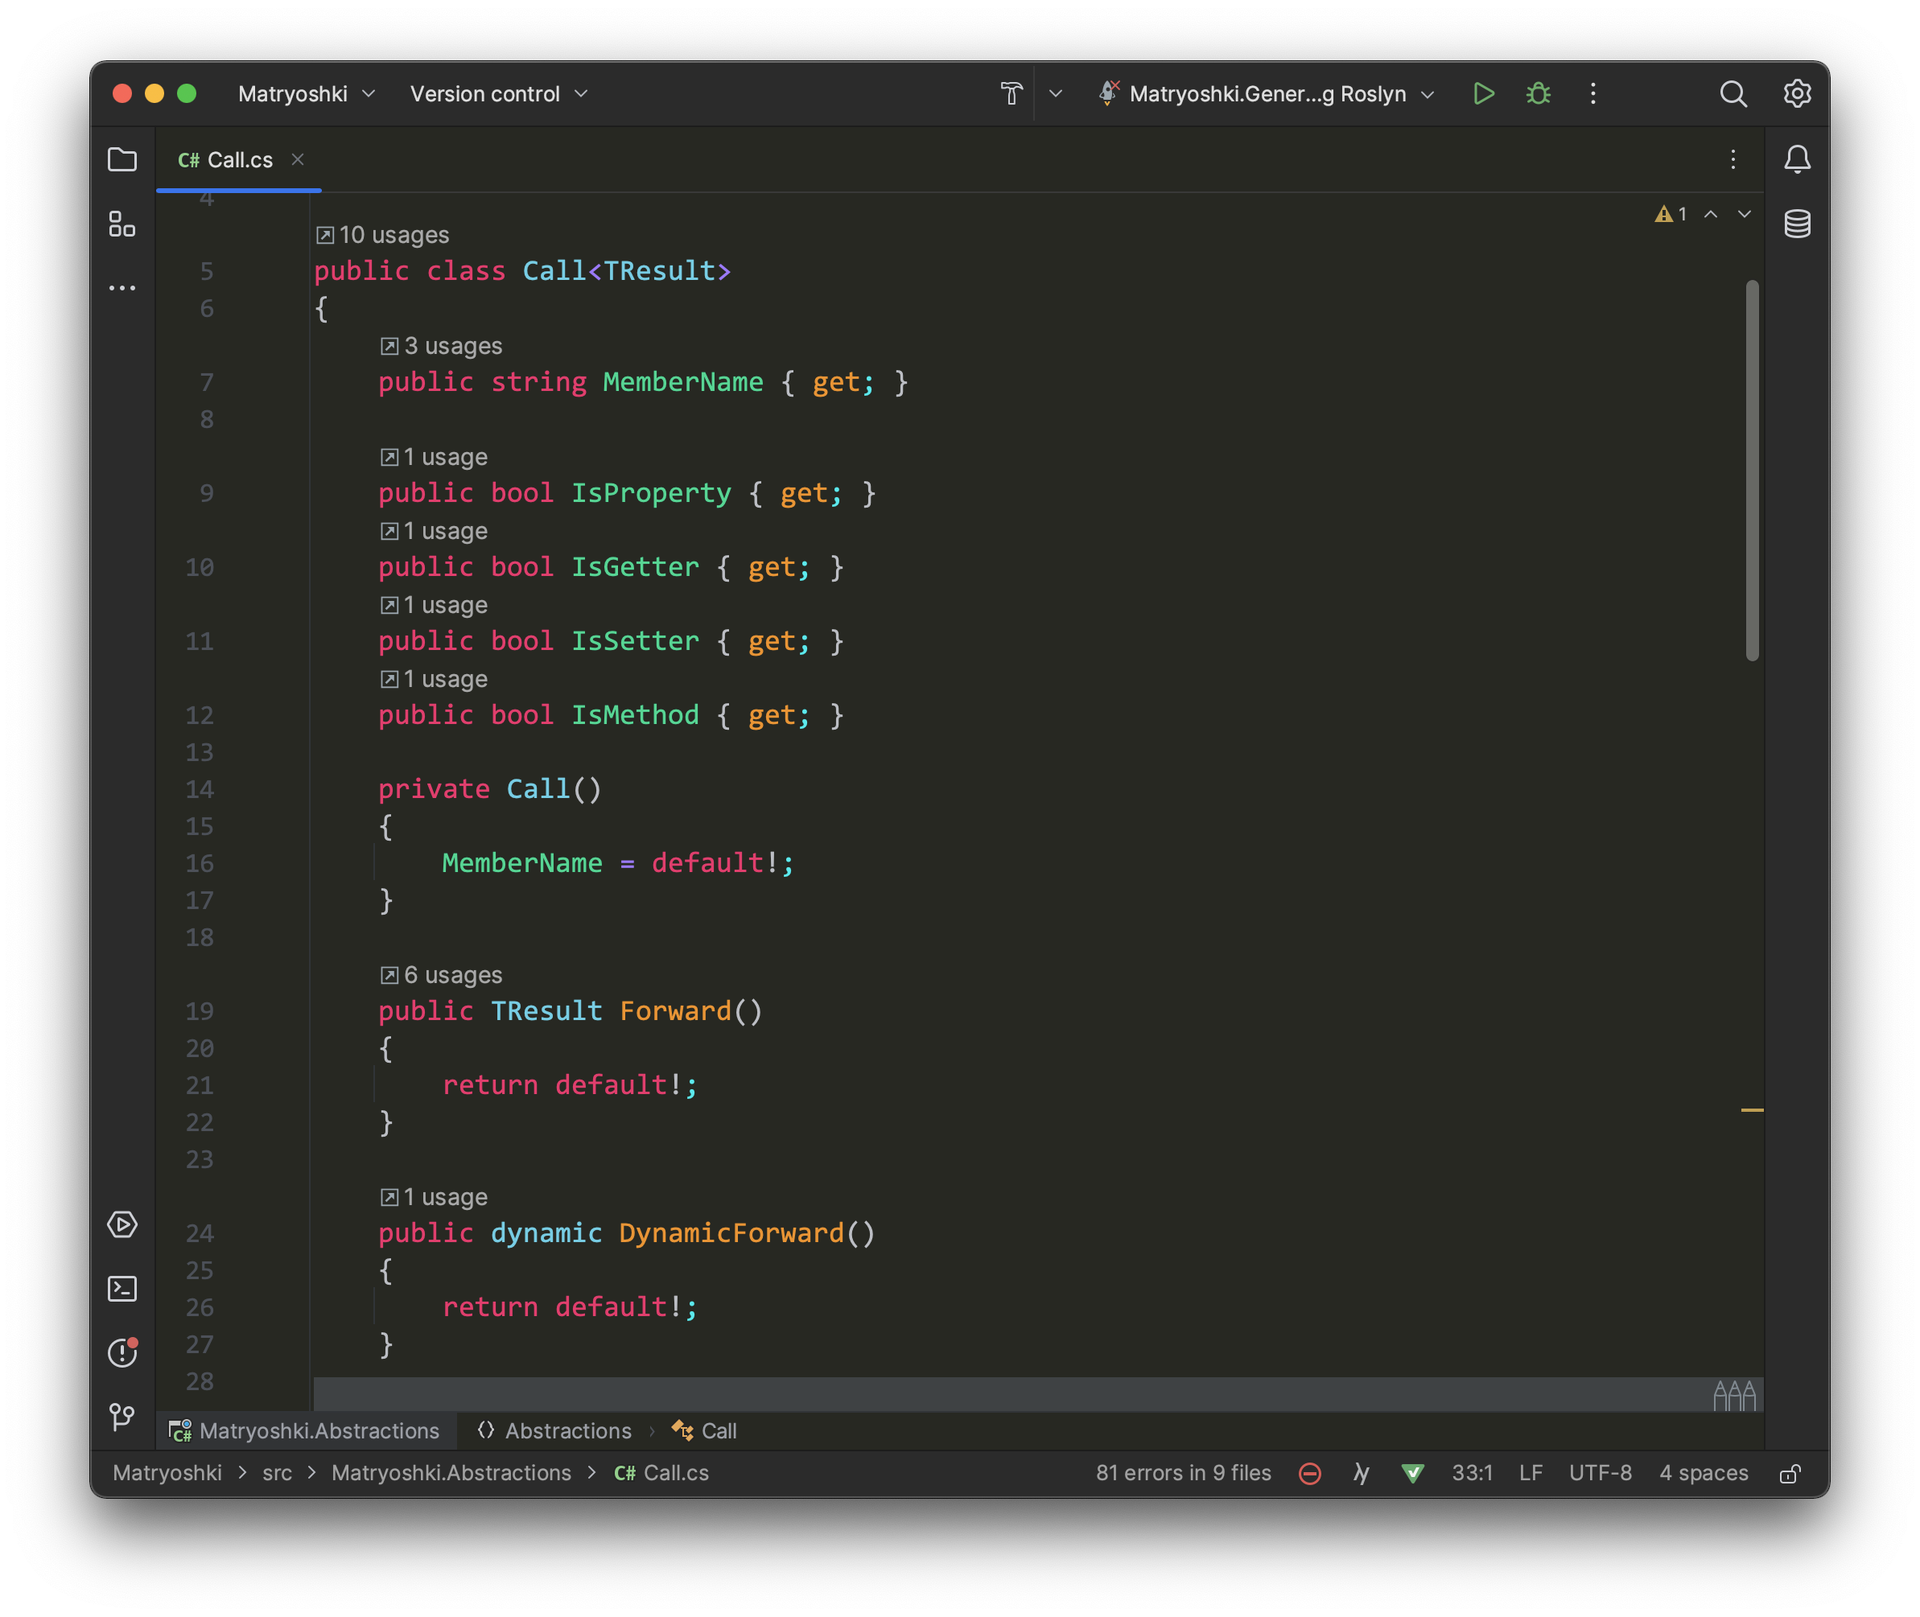 Matryoshki
Version control
Matryoshki.Gener...g Roslyn
C# Call.cs
1
4
10 usages
5 public class Call<TResult>
6 {
3 usages
7 public string MemberName { get; }
8
1 usage
9 public bool IsProperty { get; }
1 usage
10 public bool IsGetter { get; }
1 usage
11 public bool IsSetter { get; }
1 usage
12 public bool IsMethod { get; }
13
14 private Call()
15 {
16 MemberName = default!;
17 }
18
6 usages
19 public TResult Forward()
20 {
21 return default!;
22 }
23
1 usage
24 public dynamic DynamicForward()
25 {
26 return default!;
27 }
28
C# Matryoshki.Abstractions Abstractions › Call
Matryoshki > src > Matryoshki.Abstractions > C# Call.cs 81 errors in 9 files 33:1 LF UTF-8 4 spaces